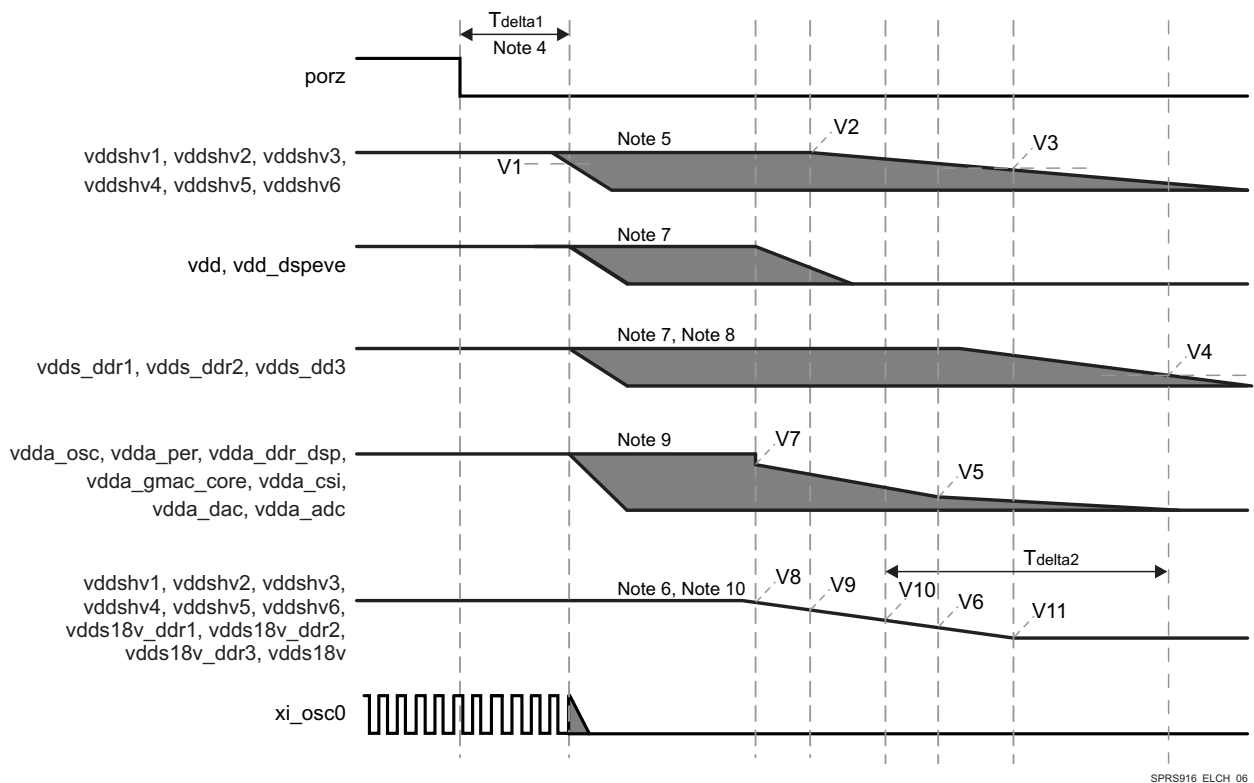 Tdelta1
Note 4
porz
vddshv1, vddshv2, vddshv3,
vddshv4, vddshv5, vddshv6
Note 5
V1
V2
V3
vdd, vdd_dspeve
Note 7
vdds_ddr1, vdds_ddr2, vdds_dd3
Note 7, Note 8
V4
vdda_osc, vdda_per, vdda_ddr_dsp,
vdda_gmac_core, vdda_csi,
vdda_dac, vdda_adc
Note 9
V7
V5
vddshv1, vddshv2, vddshv3,
vddshv4, vddshv5, vddshv6,
vdds18v_ddr1, vdds18v_ddr2,
vdds18v_ddr3, vdds18v
Note 6, Note 10
V8
V9
V10
V6
V11
Tdelta2
xi_osc0
SPRS916_ELCH_06